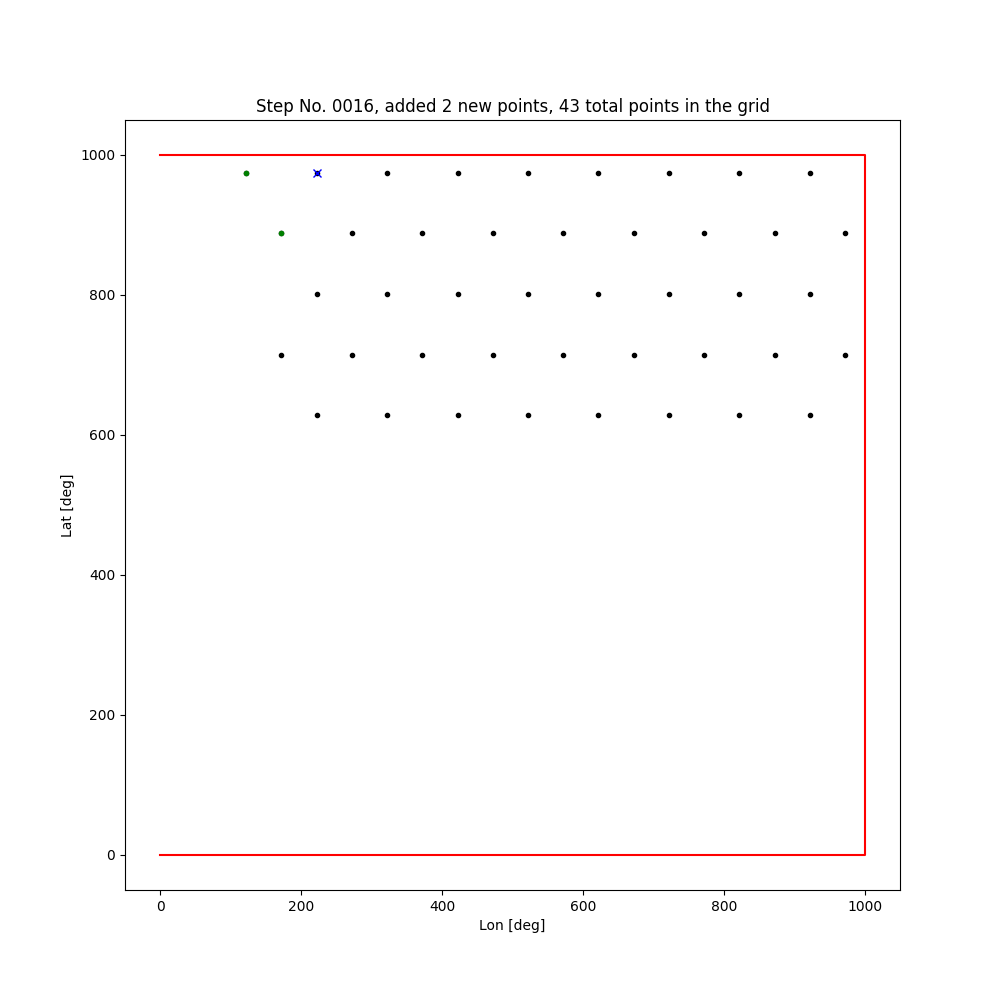 Step No. 0016, added 2 new points, 43 total points in the grid
1000
800
600
400
200
0
Lat [deg]
0 200 400 600 800 1000
Lon [deg]